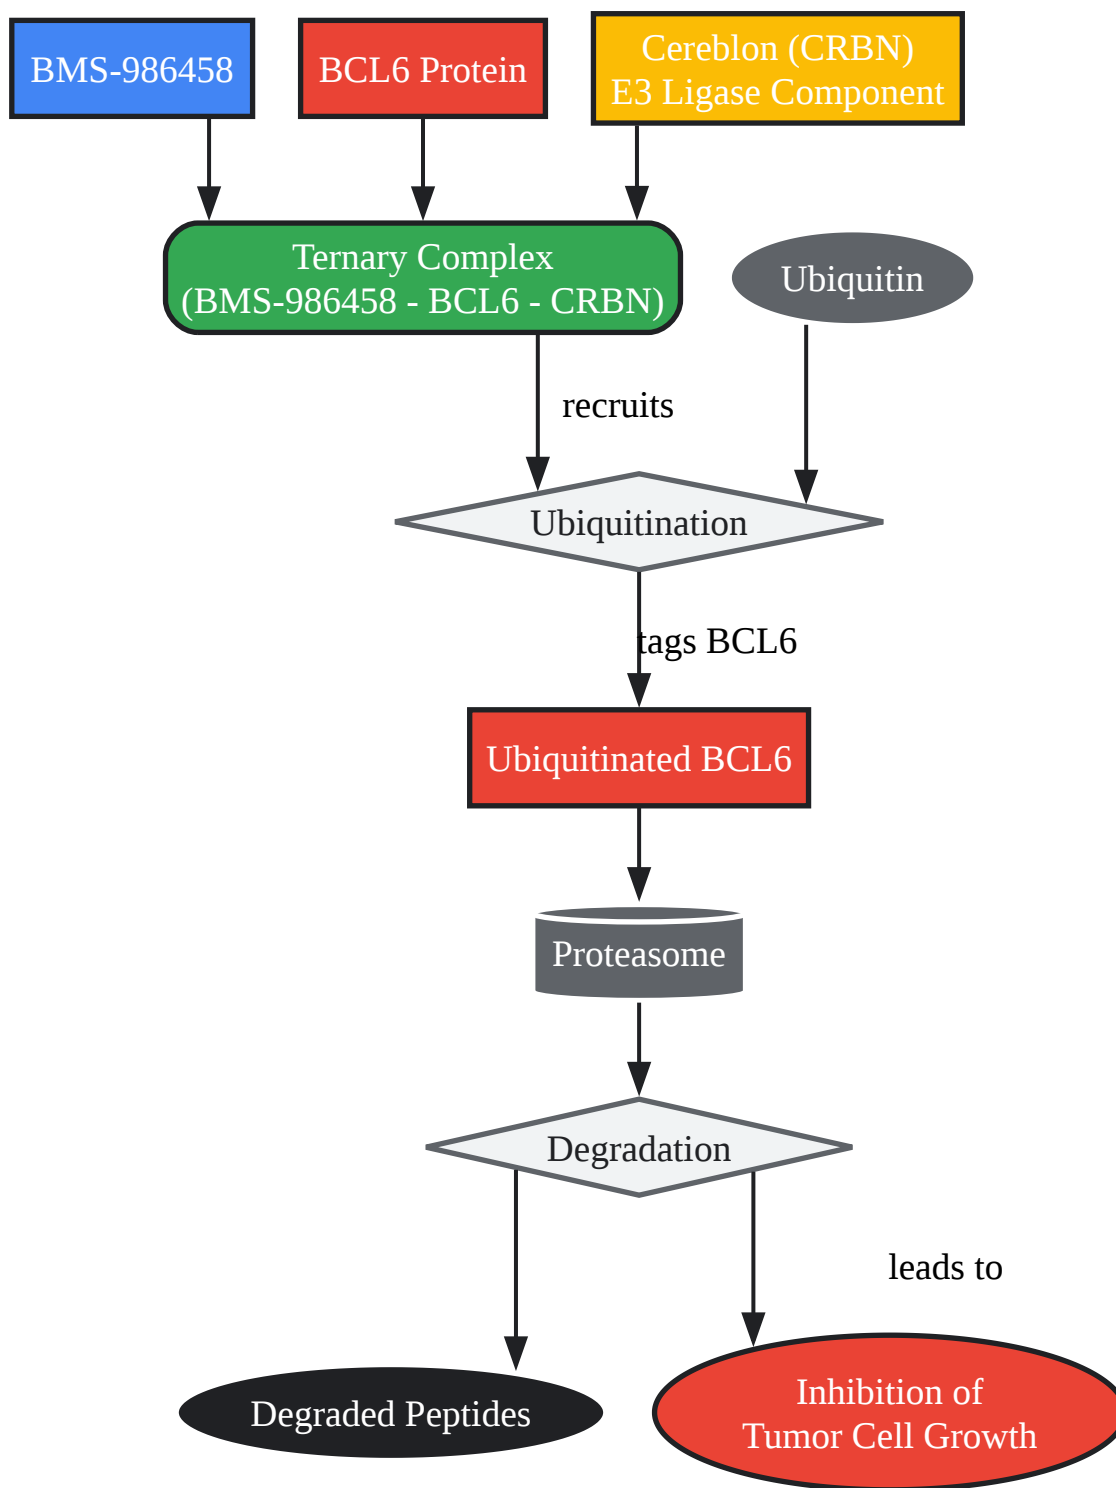 BMS-986458
BCL6 Protein
Cereblon (CRBN)
E3 Ligase Component
Ternary Complex
(BMS-986458 - BCL6 - CRBN)
Ubiquitin
recruits
Ubiquitination
tags BCL6
Ubiquitinated BCL6
Proteasome
Degradation
leads to
Degraded Peptides
Inhibition of
Tumor Cell Growth